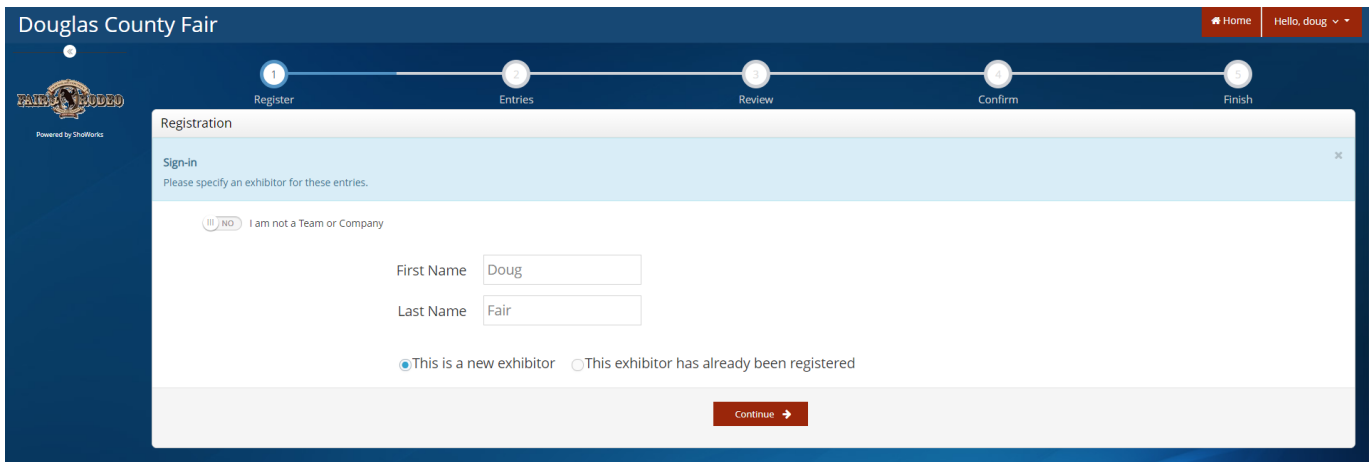 Douglas County Fair
Home
Hello, doug
1
2
3
4
5
Register
Entries
Review
Confirm
Finish
FAIR & RODEO
Powered by ShoWorks
Registration
Sign-in
Please specify an exhibitor for these entries.
NO I am not a Team or Company
First Name Doug
Last Name Fair
This is a new exhibitor This exhibitor has already been registered
Continue